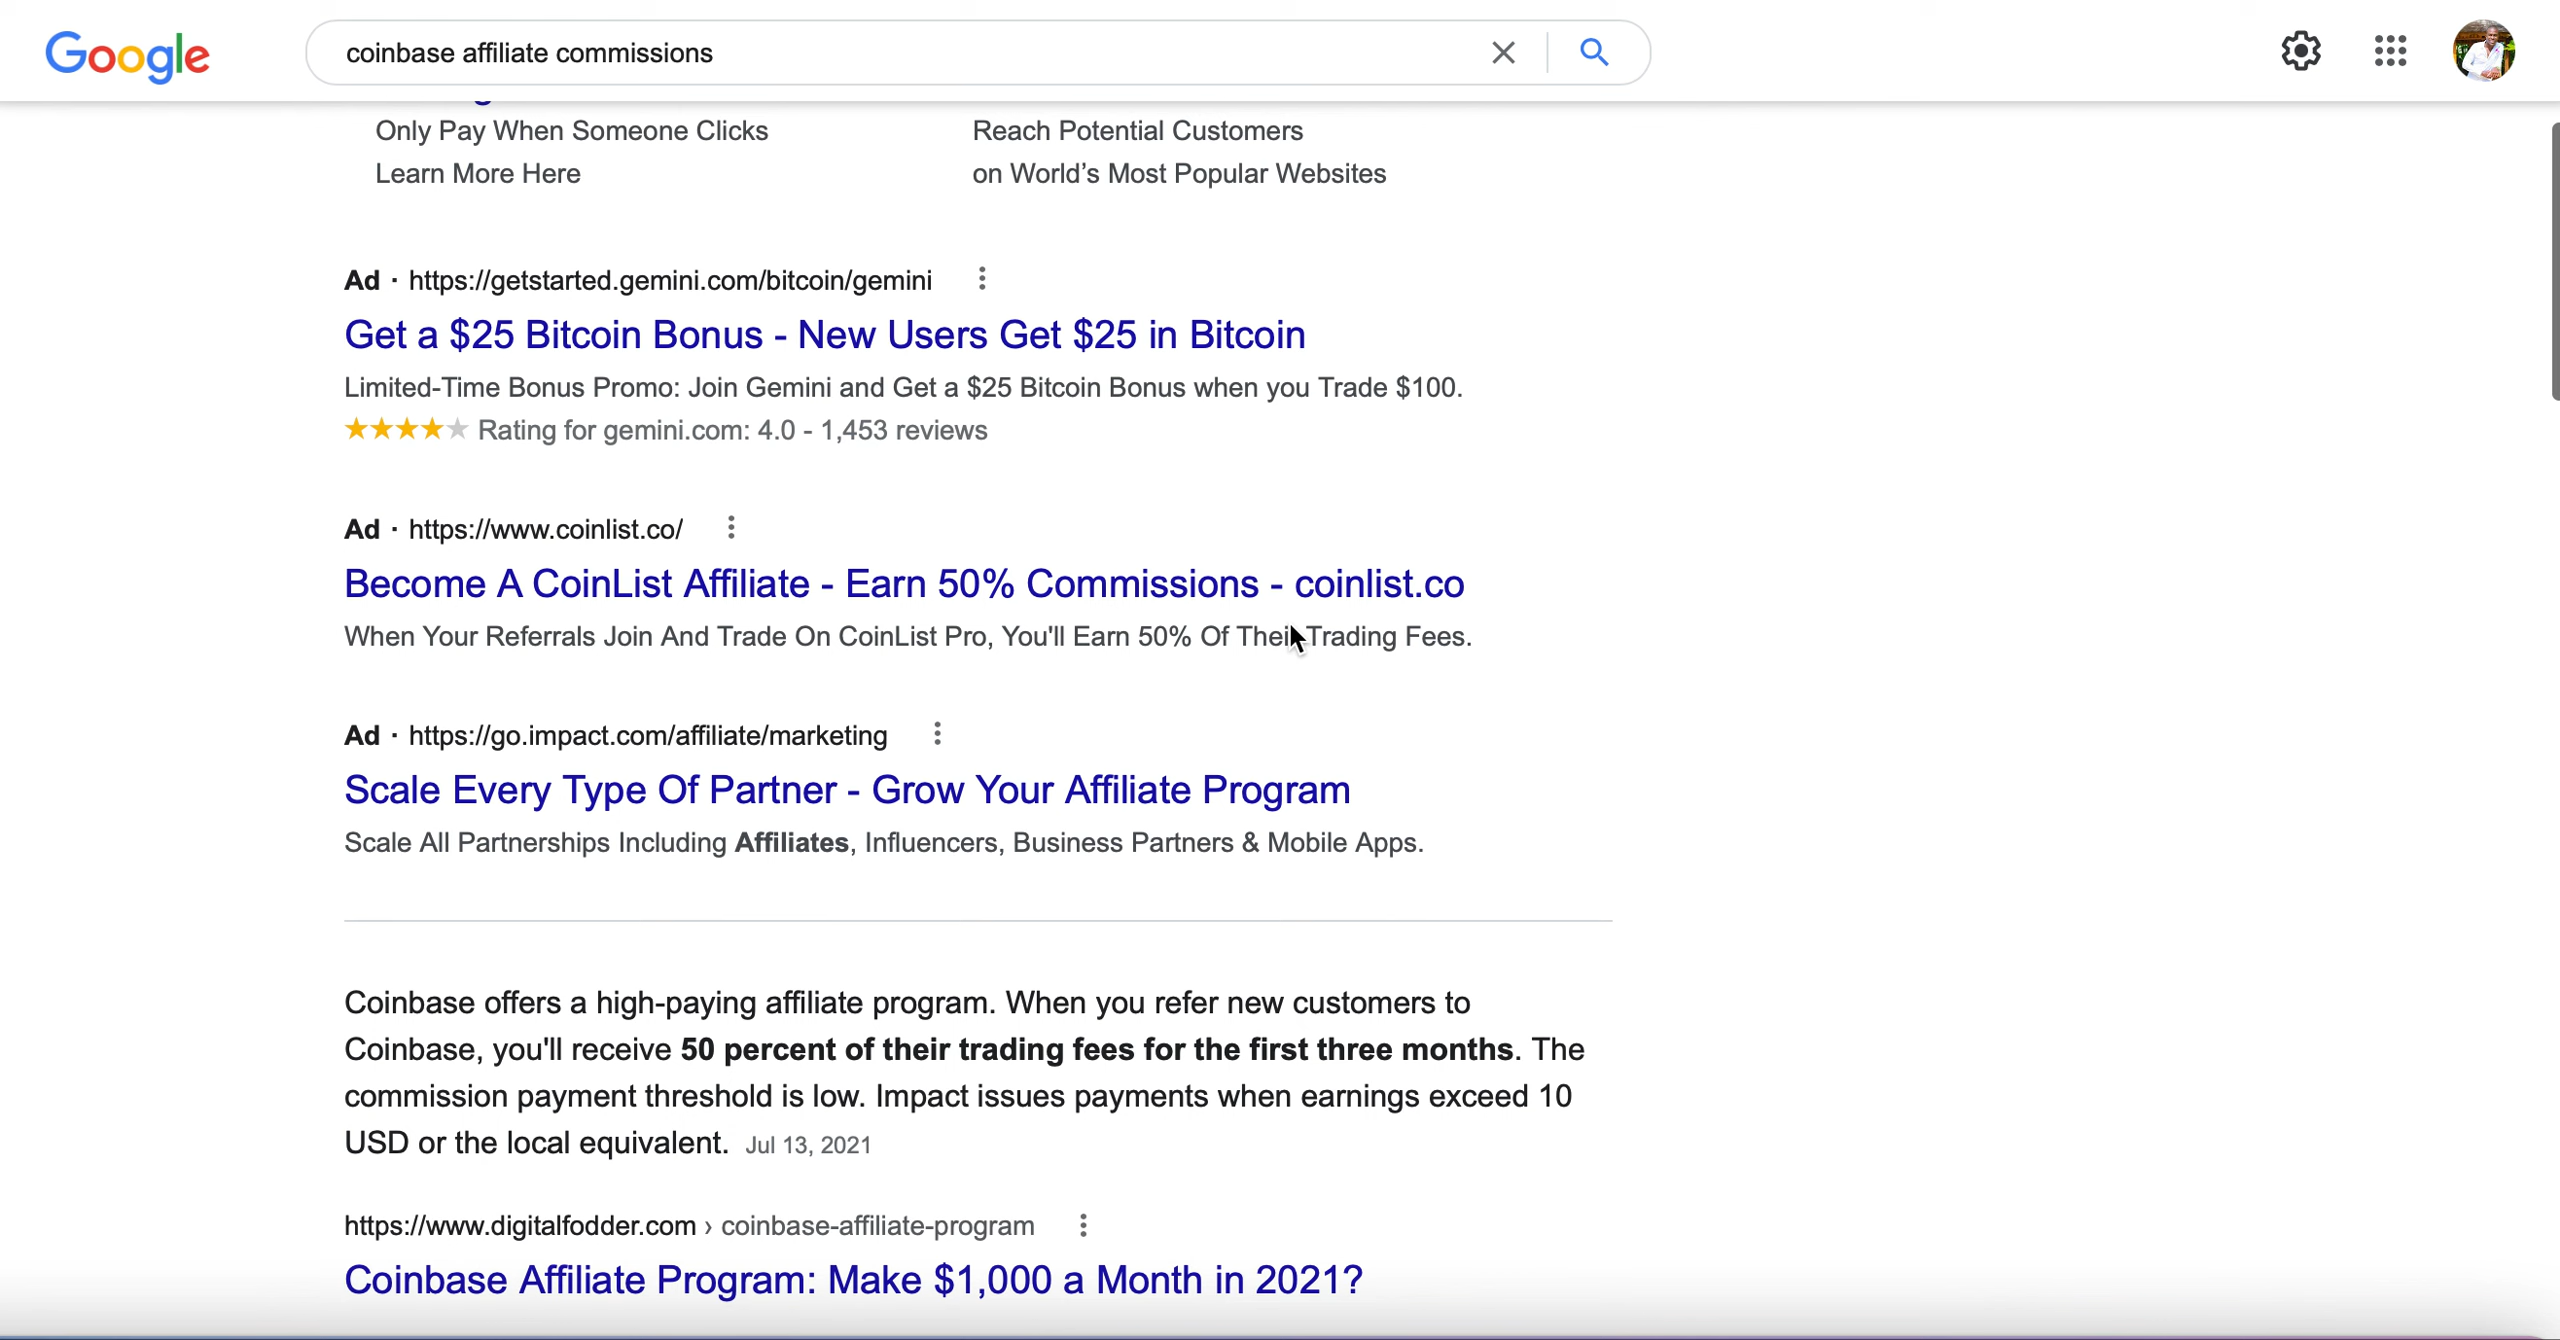 Google
coinbase affiliate commissions
Only Pay When Someone Clicks
Learn More Here
Reach Potential Customers
on World's Most Popular Websites
Ad · https://getstarted.gemini.com/bitcoin/gemini
Get a $25 Bitcoin Bonus - New Users Get $25 in Bitcoin
Limited-Time Bonus Promo: Join Gemini and Get a $25 Bitcoin Bonus when you Trade $100.
Rating for gemini.com: 4.0 - 1,453 reviews
Ad · https://www.coinlist.co/
Become A CoinList Affiliate - Earn 50% Commissions - coinlist.co
When Your Referrals Join And Trade On CoinList Pro, You'll Earn 50% Of Their Trading Fees.
Ad · https://go.impact.com/affiliate/marketing
Scale Every Type Of Partner - Grow Your Affiliate Program
Scale All Partnerships Including Affiliates, Influencers, Business Partners & Mobile Apps.
Coinbase offers a high-paying affiliate program. When you refer new customers to
Coinbase, you'll receive 50 percent of their trading fees for the first three months. The
commission payment threshold is low. Impact issues payments when earnings exceed 10
USD or the local equivalent. Jul 13, 2021
https://www.digitalfodder.com › coinbase-affiliate-program
Coinbase Affiliate Program: Make $1,000 a Month in 2021?